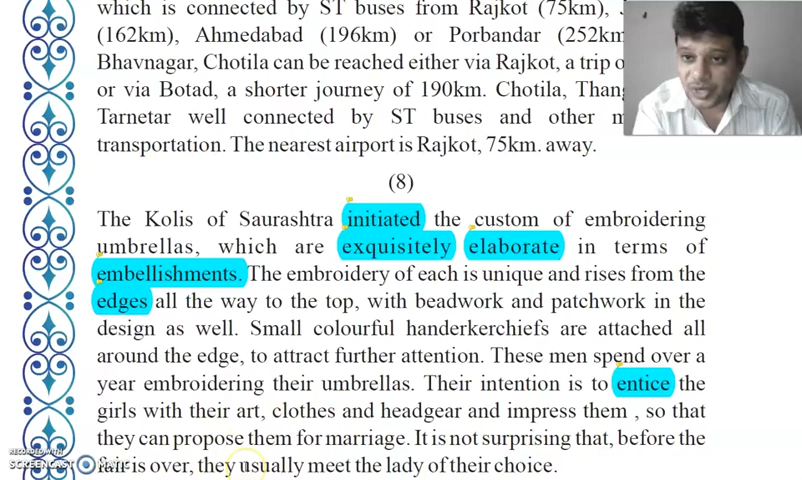 which is connected by ST buses from Rajkot (75km),
(162km), Ahmedabad (196km) or Porbandar (252km
Bhavnagar, Chotila can be reached either via Rajkot, a trip o
or via Botad, a shorter journey of 190km. Chotila, Thang
Tarnetar well connected by ST buses and other m
transportation. The nearest airport is Rajkot, 75km. away.
(8)
The Kolis of Saurashtra initiated the custom of embroidering
umbrellas, which are exquisitely elaborate in terms of
embellishments. The embroidery of each is unique and rises from the
edges all the way to the top, with beadwork and patchwork in the
design as well. Small colourful handerkerchiefs are attached all
around the edge, to attract further attention. These men spend over a
year embroidering their umbrellas. Their intention is to entice the
girls with their art, clothes and headgear and impress them , so that
they can propose them for marriage. It is not surprising that, before the
fair is over, they usually meet the lady of their choice.
RECORDED WITH
SCREENCAST MATIC